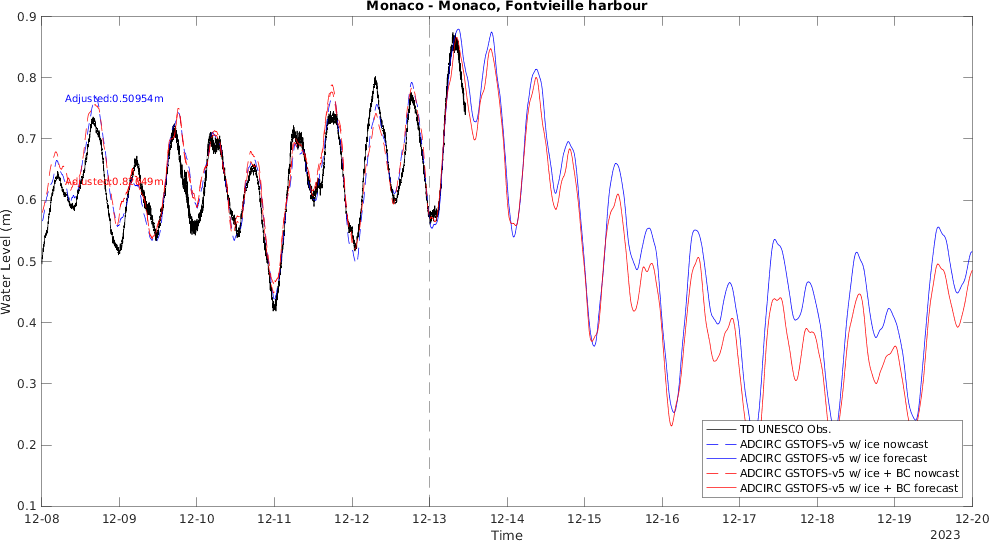 Monaco - Monaco, Fontvieille harbour
0.9
0.8
0.7
0.6
0.5
0.4
0.3
0.2
0.1
Water Level (m)
Adjusted:0.50954m
TD UNESCO Obs.
ADCIRC GSTOFS-v5 w/ ice nowcast
ADCIRC GSTOFS-v5 w/ ice forecast
ADCIRC GSTOFS-v5 w/ ice + BC nowcast
ADCIRC GSTOFS-v5 w/ ice + BC forecast
12-08 12-09 12-10 12-11 12-12 12-13 12-14 12-15 12-16 12-17 12-18 12-19 12-20
Time
2023